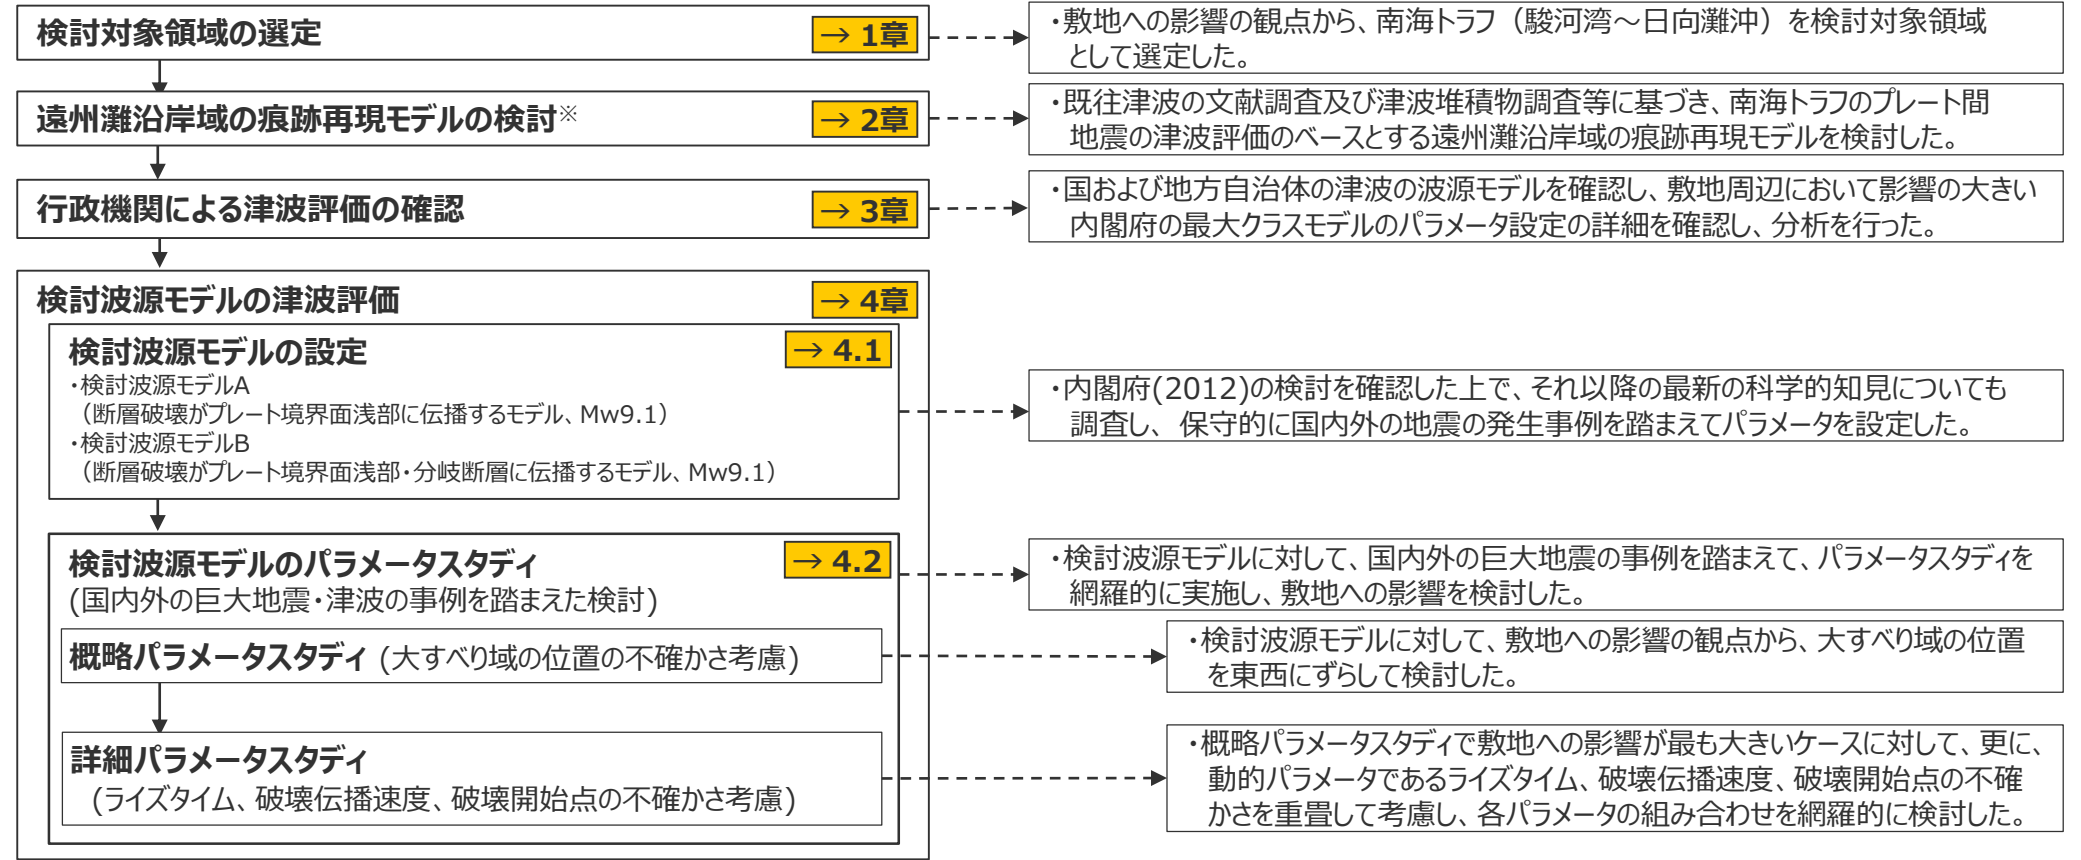 検討対象領域の選定
→ 1章
・敷地への影響の観点から、南海トラフ（駿河湾～日向灘沖）を検討対象領域
として選定した。
遠州灘沿岸域の痕跡再現モデルの検討※
→ 2章
・既往津波の文献調査及び津波堆積物調査等に基づき、南海トラフのプレート間
地震の津波評価のベースとする遠州灘沿岸域の痕跡再現モデルを検討した。
行政機関による津波評価の確認
→ 3章
・国および地方自治体の津波の波源モデルを確認し、敷地周辺において影響の大きい
内閣府の最大クラスモデルのパラメータ設定の詳細を確認し、分析を行った。
検討波源モデルの津波評価
→ 4章
検討波源モデルの設定
→ 4.1
・検討波源モデルA
（断層破壊がプレート境界面浅部に伝播するモデル、Mw9.1）
・検討波源モデルB
（断層破壊がプレート境界面浅部・分岐断層に伝播するモデル、Mw9.1）
・内閣府(2012)の検討を確認した上で、それ以降の最新の科学的知見についても
調査し、保守的に国内外の地震の発生事例を踏まえてパラメータを設定した。
検討波源モデルのパラメータスタディ
→ 4.2
(国内外の巨大地震・津波の事例を踏まえた検討)
・検討波源モデルに対して、国内外の巨大地震の事例を踏まえて、パラメータスタディを
網羅的に実施し、敷地への影響を検討した。
概略パラメータスタディ (大すべり域の位置の不確かさ考慮)
・検討波源モデルに対して、敷地への影響の観点から、大すべり域の位置
を東西にずらして検討した。
詳細パラメータスタディ
(ライズタイム、破壊伝播速度、破壊開始点の不確かさ考慮)
・概略パラメータスタディで敷地への影響が最も大きいケースに対して、更に、
動的パラメータであるライズタイム、破壊伝播速度、破壊開始点の不確
かさを重畳して考慮し、各パラメータの組み合わせを網羅的に検討した。